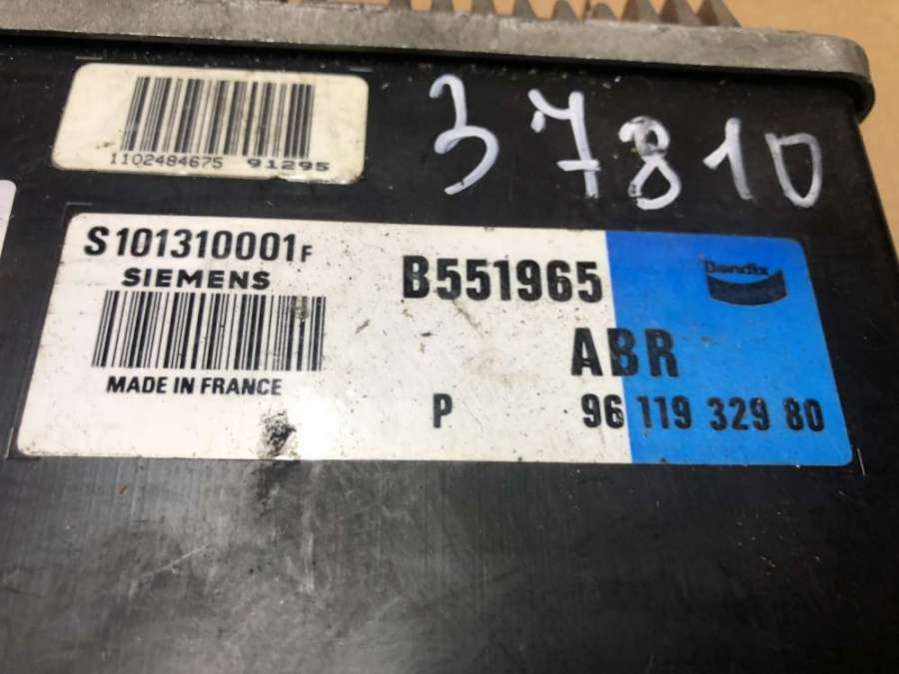 37810
1102484675 91295
S101310001F
SIEMENS
B551965
Bendix
ABR
MADE IN FRANCE
P 96 119 329 80